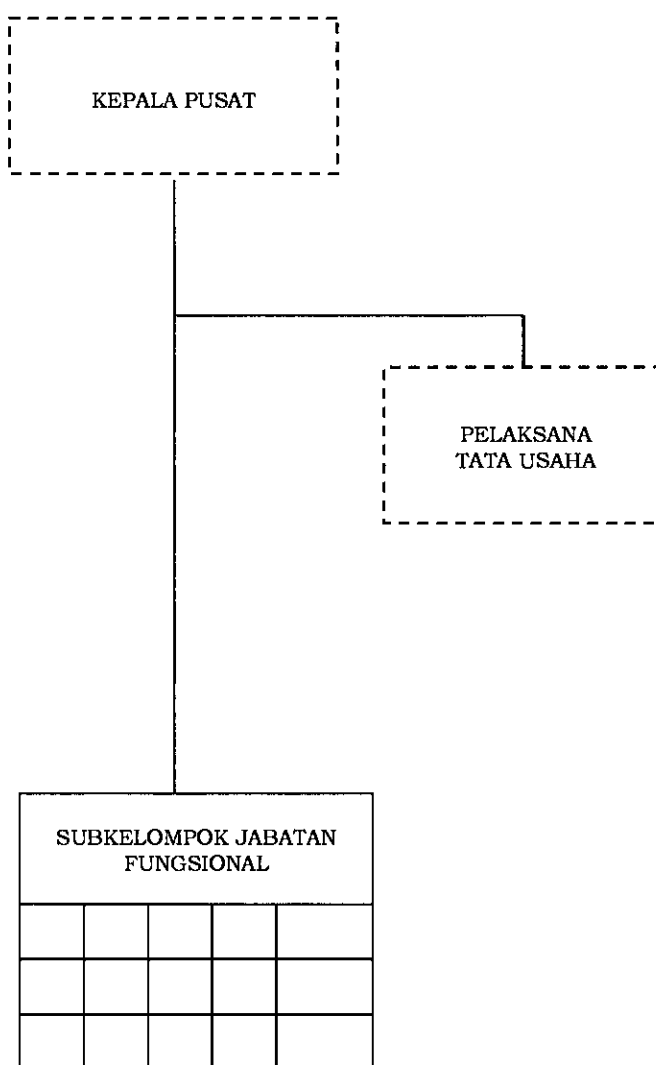 KEPALA PUSAT
PELAKSANA
TATA USAHA
SUBKELOMPOK JABATAN
FUNGSIONAL